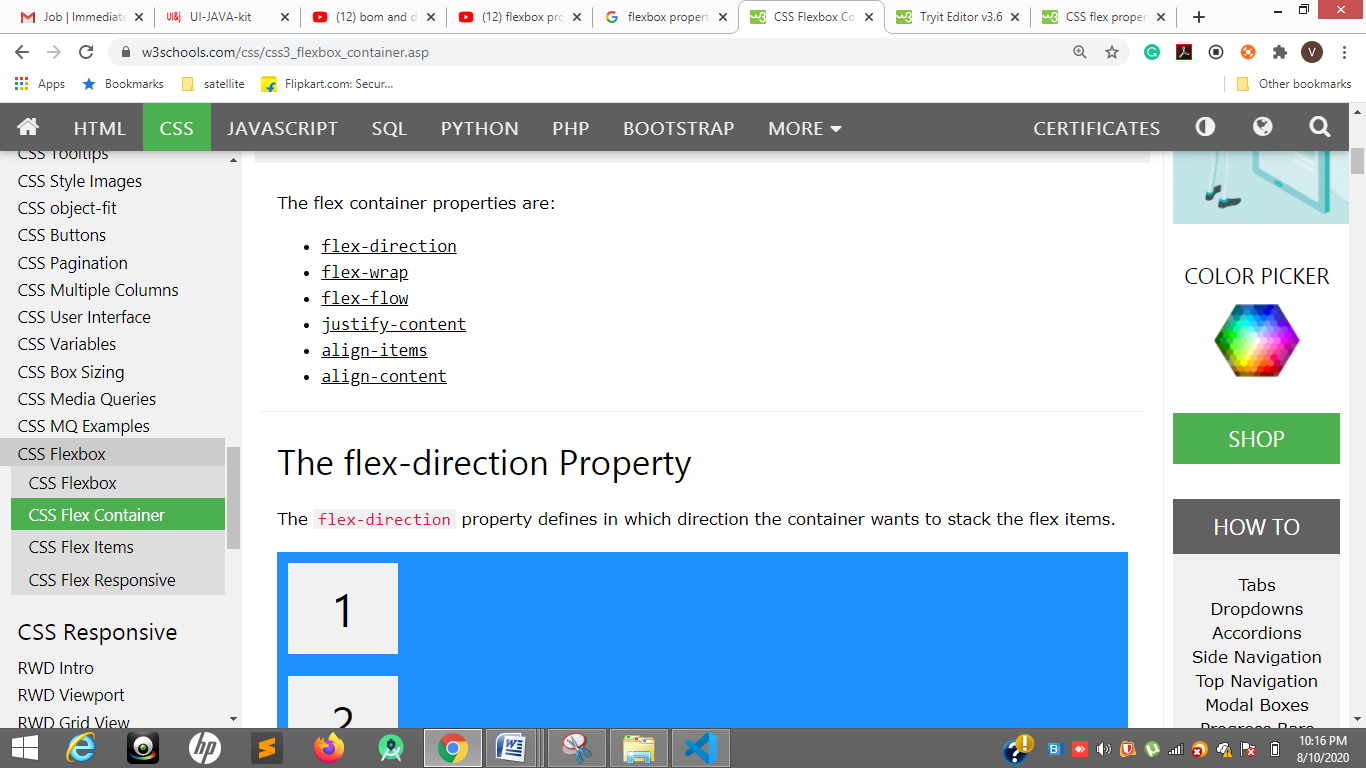 Job | Immediate
UI-JAVA-kit
(12) bom and d
(12) flexbox pro
flexbox propert
CSS Flexbox Co
Tryit Editor v3.6
CSS flex proper
w3schools.com/css/css3_flexbox_container.asp
V
Apps
Bookmarks
satellite
Flipkart.com: Secur...
Other bookmarks
HTML
CSS
JAVASCRIPT
SQL
PYTHON
PHP
BOOTSTRAP
MORE
CERTIFICATES
CSS Tooltips
CSS Style Images
CSS object-fit
CSS Buttons
CSS Pagination
CSS Multiple Columns
CSS User Interface
CSS Variables
CSS Box Sizing
CSS Media Queries
CSS MQ Examples
CSS Flexbox
CSS Flexbox
CSS Flex Container
CSS Flex Items
CSS Flex Responsive
CSS Responsive
RWD Intro
RWD Viewport
RWD Grid View
The flex container properties are:
• flex-direction
• flex-wrap
• flex-flow
• justify-content
• align-items
• align-content
The flex-direction Property
The flex-direction property defines in which direction the container wants to stack the flex items.
1
2
COLOR PICKER
SHOP
HOW TO
Tabs
Dropdowns
Accordions
Side Navigation
Top Navigation
Modal Boxes
Progress Bars
10:16 PM
8/10/2020